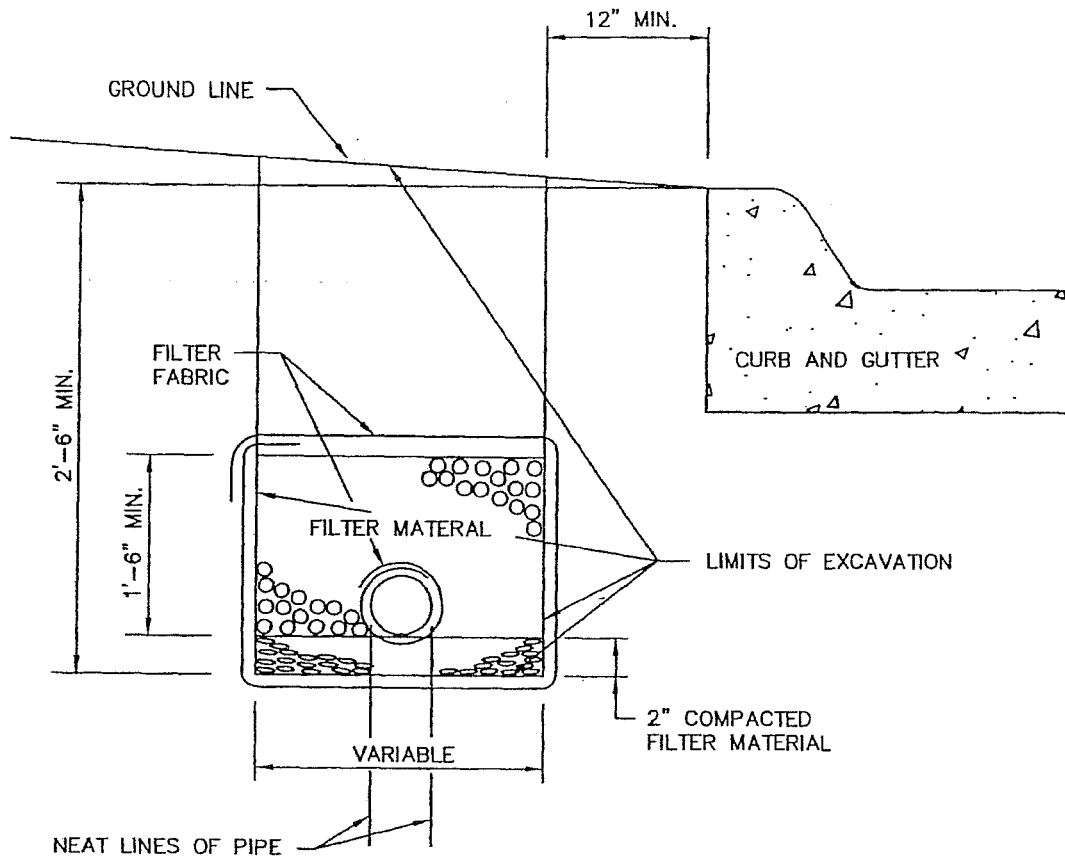 12" MIN.
GROUND LINE
FILTER
FABRIC
CURB AND GUTTER
2'-6" MIN.
1'-6" MIN.
FILTER MATERAL
LIMITS OF EXCAVATION
2" COMPACTED
FILTER MATERIAL
VARIABLE
NEAT LINES OF PIPE